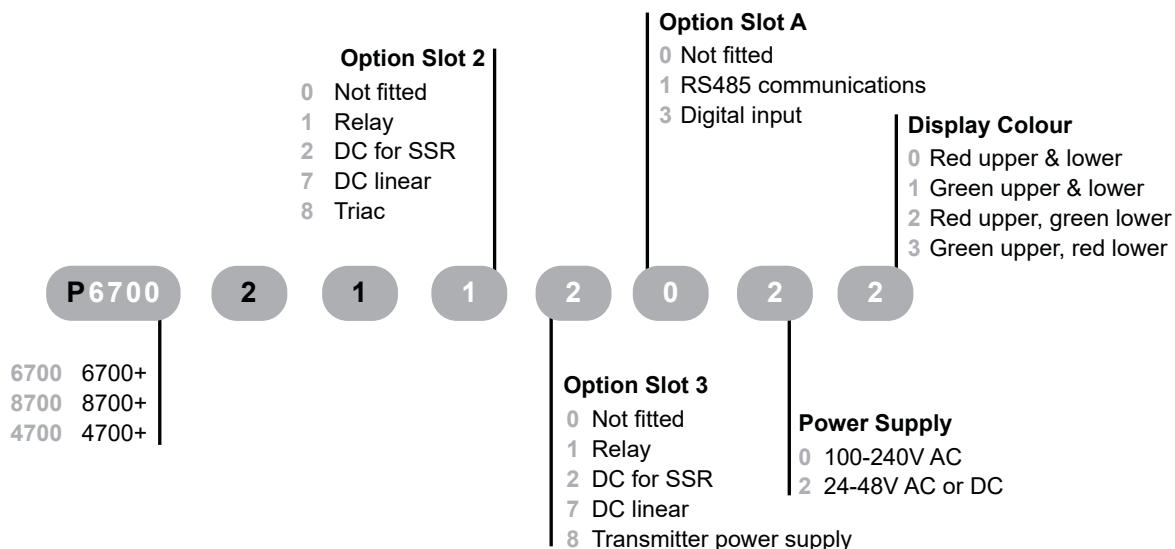 Option Slot 2
0 Not fitted
1 Relay
2 DC for SSR
7 DC linear
8 Triac
Option Slot A
0 Not fitted
1 RS485 communications
3 Digital input
Display Colour
0 Red upper & lower
1 Green upper & lower
2 Red upper, green lower
3 Green upper, red lower
P6700 2 1 1 2 0 2 2
6700 6700+
8700 8700+
4700 4700+
Option Slot 3
0 Not fitted
1 Relay
2 DC for SSR
7 DC linear
8 Transmitter power supply
Power Supply
0 100-240V AC
2 24-48V AC or DC